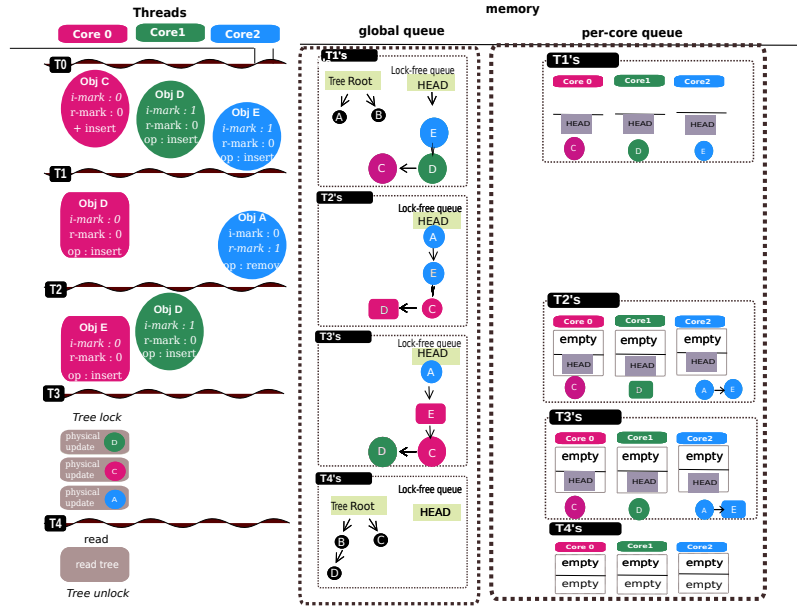 Threads
memory
Core 0
Core1
Core2
global queue
per-core queue
T0
Obj C
i-mark : 0
r-mark : 0
+ insert
Obj D
i-mark : 1
r-mark : 0
op : insert
Obj E
i-mark : 1
r-mark : 0
op : insert
T1
Obj D
i-mark : 0
r-mark : 0
op : insert
Obj A
i-mark : 0
r-mark : 1
op : remov
T2
Obj E
i-mark : 0
r-mark : 0
op : insert
Obj D
i-mark : 1
r-mark : 0
op : insert
T3
Tree lock
physical
update
D
physical
update
C
physical
update
A
T4
read
read tree
Tree unlock
T1's
Tree Root
Lock-free queue
HEAD
A
B
E
C
D
T2's
Lock-free queue
HEAD
A
E
D
C
T3's
Lock-free queue
HEAD
A
E
D
C
T4's
Tree Root
Lock-free queue
HEAD
B
C
D
T1's
Core 0
Core1
Core2
HEAD
HEAD
HEAD
C
D
E
T2's
Core 0
Core1
Core2
empty
empty
empty
HEAD
HEAD
HEAD
C
D
A
E
T3's
Core 0
Core1
Core2
empty
empty
empty
HEAD
HEAD
HEAD
C
D
A
E
T4's
Core 0
Core1
Core2
empty
empty
empty
empty
empty
empty